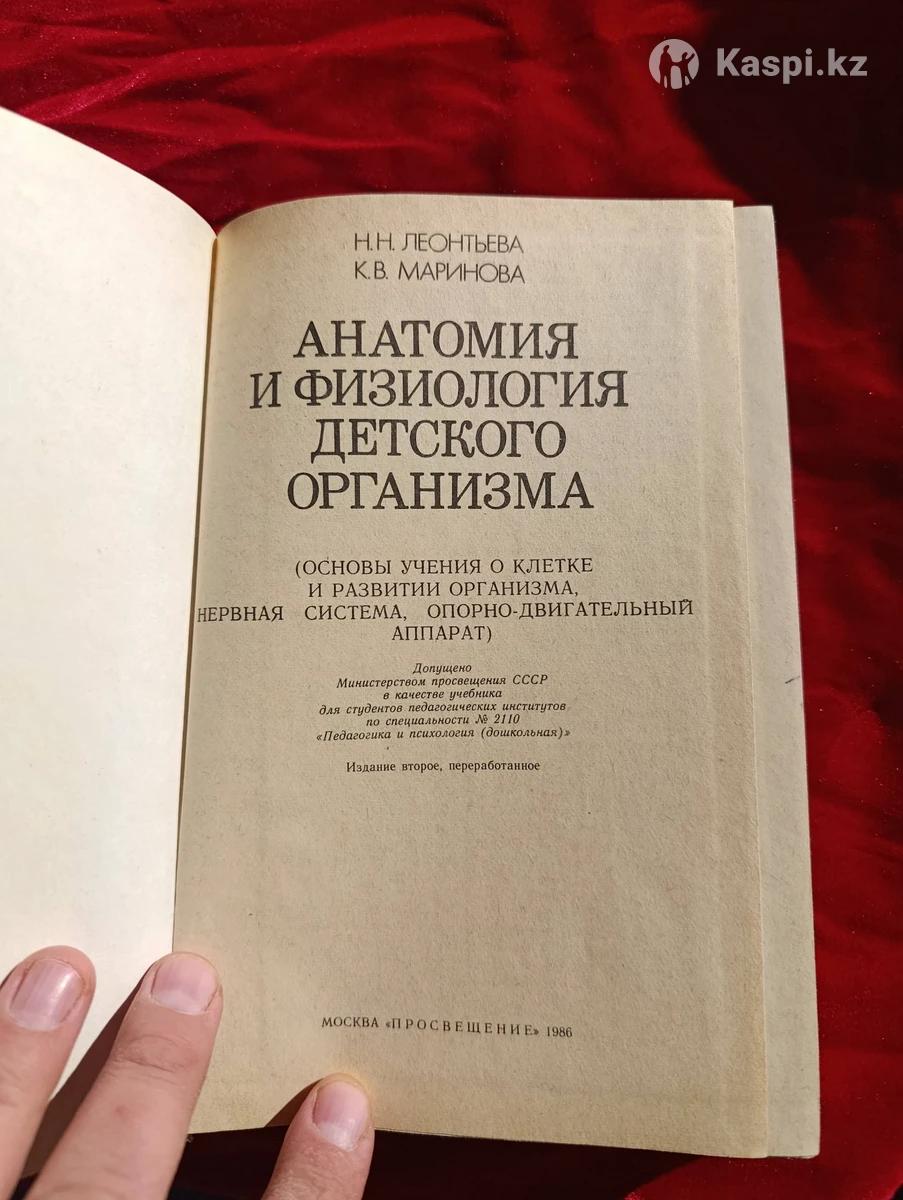 Kaspi.kz
Н.Н. ЛЕОНТЬЕВА
К.В. МАРИНОВА
АНАТОМИЯ
И ФИЗИОЛОГИЯ
ДЕТСКОГО
ОРГАНИЗМА
(ОСНОВЫ УЧЕНИЯ О КЛЕТКЕ
И РАЗВИТИИ ОРГАНИЗМА,
НЕРВНАЯ СИСТЕМА, ОПОРНО-ДВИГАТЕЛЬНЫЙ
АППАРАТ)
Допущено
Министерством просвещения СССР
в качестве учебника
для студентов педагогических институтов
по специальности № 2110
«Педагогика и психология (дошкольная)»
Издание второе, переработанное
МОСКВА «ПРОСВЕЩЕНИЕ» 1986